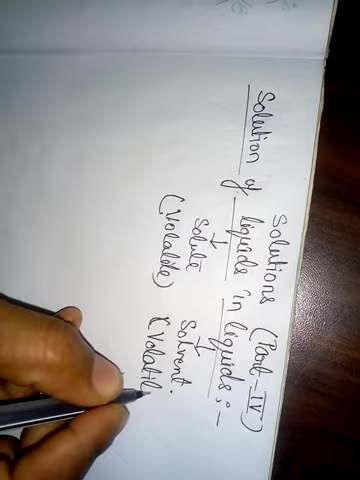 Solutions (Part-IV)
Solution of liquids in liquids:-
↓ ↓
Solute Solvent.
(Volatile) (Volatil